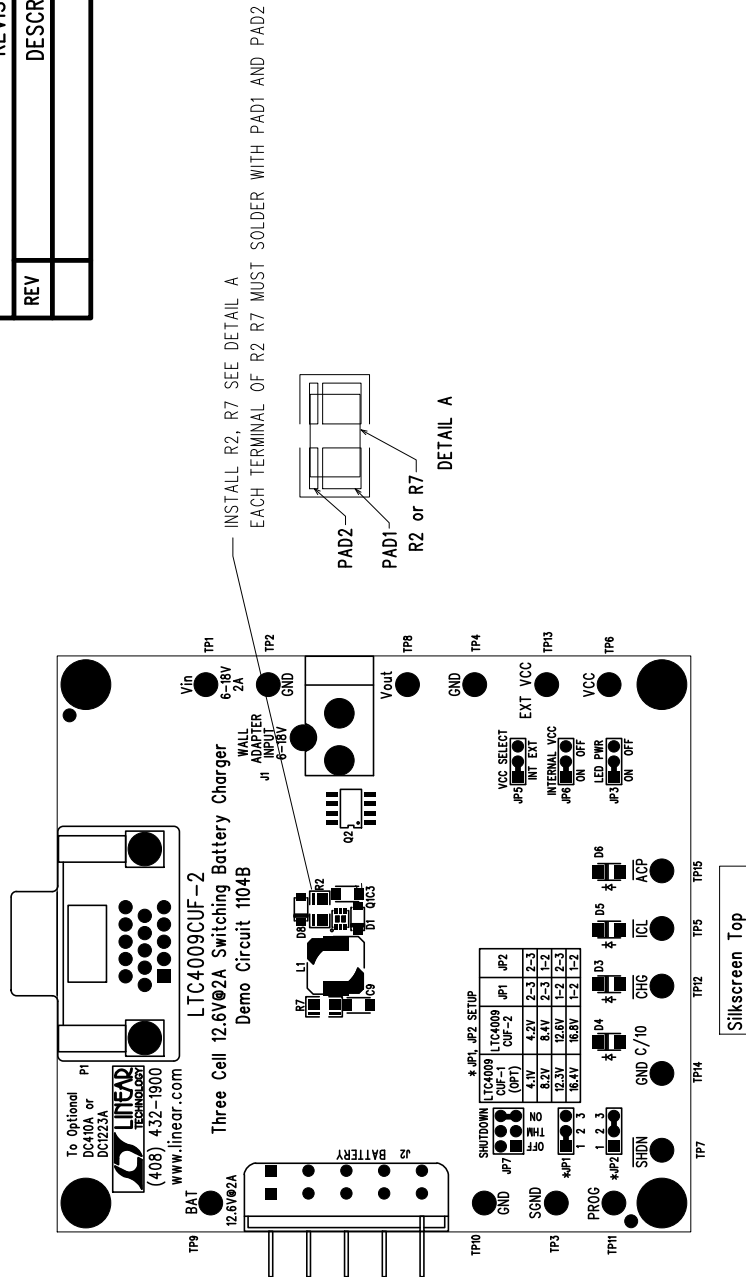 REVIS
REV
DESCR
INSTALL R2, R7 SEE DETAIL A
EACH TERMINAL OF R2 R7 MUST SOLDER WITH PAD1 AND PAD2
PAD2
PAD1
R2 or R7
DETAIL A
To Optional
DC410A or
DC1223A
P1
LINEAR
TECHNOLOGY
(408) 432-1900
www.linear.com
LTC4009CUF-2
Three Cell 12.6V@2A Switching Battery Charger
Demo Circuit 1104B
TP1
Vin
6-18V
2A
TP2
GND
WALL
ADAPTER
INPUT
6-18V
J1
TP8
Vout
TP4
GND
TP13
EXT VCC
TP6
VCC
TP9
BAT
12.6V@2A
J2 BATTERY
R7
L1
C9
D8
R2
Q1
C3
D1
Q2
VCC SELECT
JP5
INT EXT
INTERNAL VCC
JP6
ON OFF
LED PWR
JP3
ON OFF
TP10
GND
TP3
SGND
TP11
PROG
SHUTDOWN
JP7
OFF THM ON
*JP1
1 2 3
*JP2
1 2 3
* JP1, JP2 SETUP
LTC4009 CUF-1 (OPT) LTC4009 CUF-2 JP1 JP2
4.1V 4.2V 2-3 2-3
8.2V 8.4V 2-3 1-2
12.3V 12.6V 1-2 2-3
16.4V 16.8V 1-2 1-2
D4
D3
D5
D6
SHDN
GND C/10
CHG
ICL
ACP
TP7
TP14
TP12
TP5
TP15
Silkscreen Top